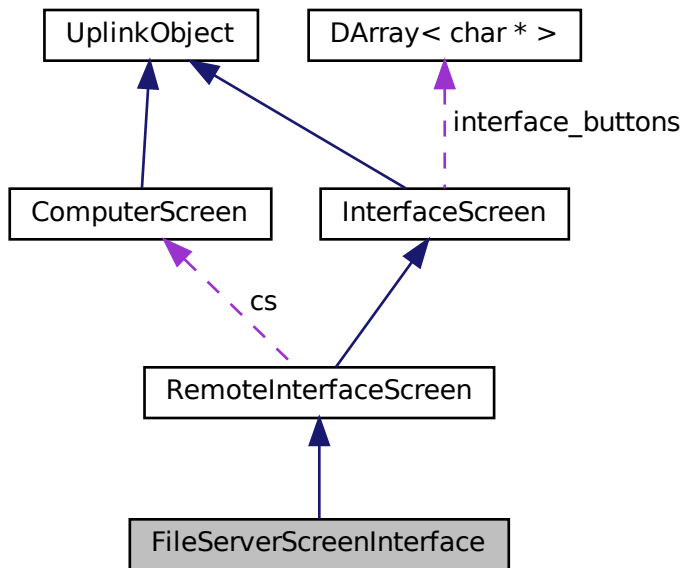 UplinkObject
DArray< char * >
interface_buttons
ComputerScreen
InterfaceScreen
cs
RemoteInterfaceScreen
FileServerScreenInterface